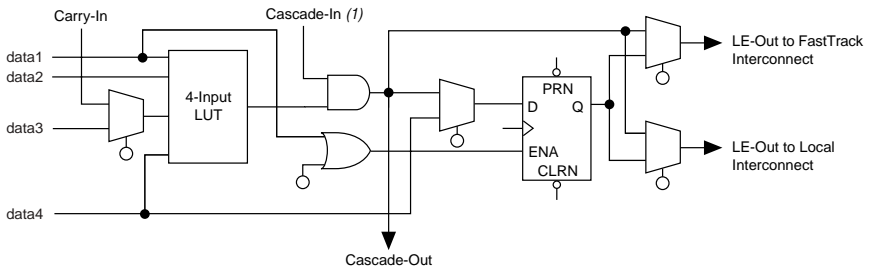 Carry-In
Cascade-In (1)
data1
data2
data3
data4
4-Input
LUT
PRN
D
Q
ENA
CLRN
LE-Out to FastTrack
Interconnect
LE-Out to Local
Interconnect
Cascade-Out